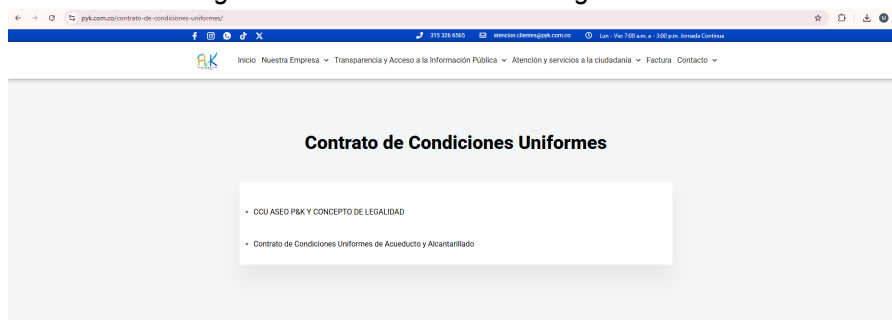 pyk.com.co/contrato-de-condiciones-uniformes/
315 326 6565 atencion.clientes@pyk.com.co Lun - Vie: 7:00 a.m. a - 3:00 p.m. Jornada Continua
P&K
Inicio Nuestra Empresa Transparencia y Acceso a la Información Pública Atención y servicios a la ciudadanía Factura Contacto
Contrato de Condiciones Uniformes
CCU ASEO P&K Y CONCEPTO DE LEGALIDAD
Contrato de Condiciones Uniformes de Acueducto y Alcantarillado